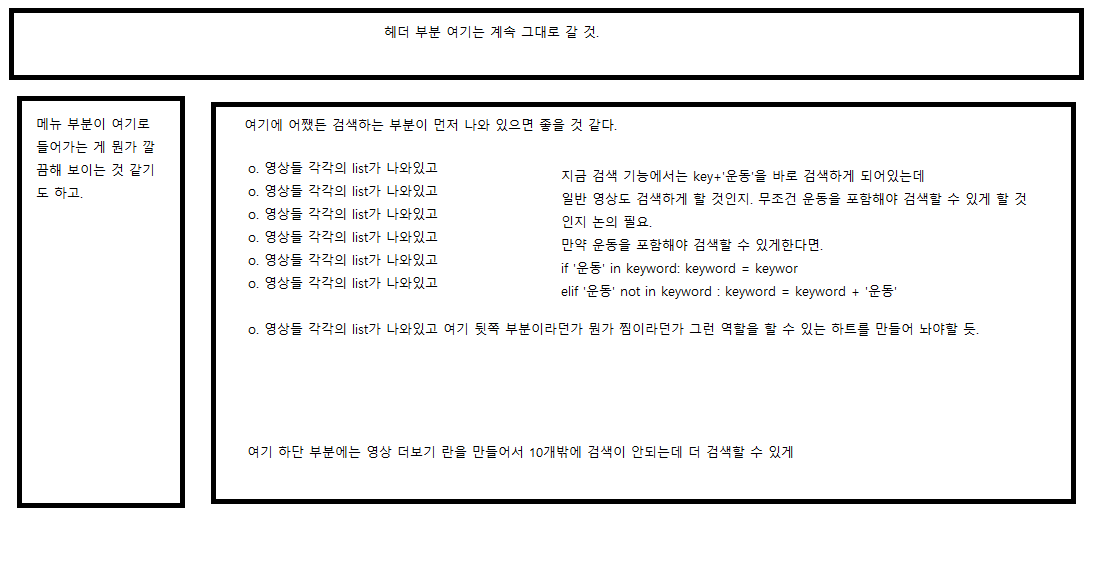 헤더 부분 여기는 계속 그대로 갈 것.
메뉴 부분이 여기로
들어가는 게 뭔가 깔
끔해 보이는 것 같기
도 하고.
여기에 어쨌든 검색하는 부분이 먼저 나와 있으면 좋을 것 같다.
o. 영상들 각각의 list가 나와있고
o. 영상들 각각의 list가 나와있고
o. 영상들 각각의 list가 나와있고
o. 영상들 각각의 list가 나와있고
o. 영상들 각각의 list가 나와있고
o. 영상들 각각의 list가 나와있고
지금 검색 기능에서는 key+'운동'을 바로 검색하게 되어있는데
일반 영상도 검색하게 할 것인지. 무조건 운동을 포함해야 검색할 수 있게 할 것
인지 논의 필요.
만약 운동을 포함해야 검색할 수 있게한다면.
if '운동' in keyword: keyword = keywor
elif '운동' not in keyword : keyword = keyword + '운동'
o. 영상들 각각의 list가 나와있고 여기 뒷쪽 부분이라던가 뭔가 찜이라던가 그런 역할을 할 수 있는 하트를 만들어 놔야할 듯.
여기 하단 부분에는 영상 더보기 란을 만들어서 10개밖에 검색이 안되는데 더 검색할 수 있게